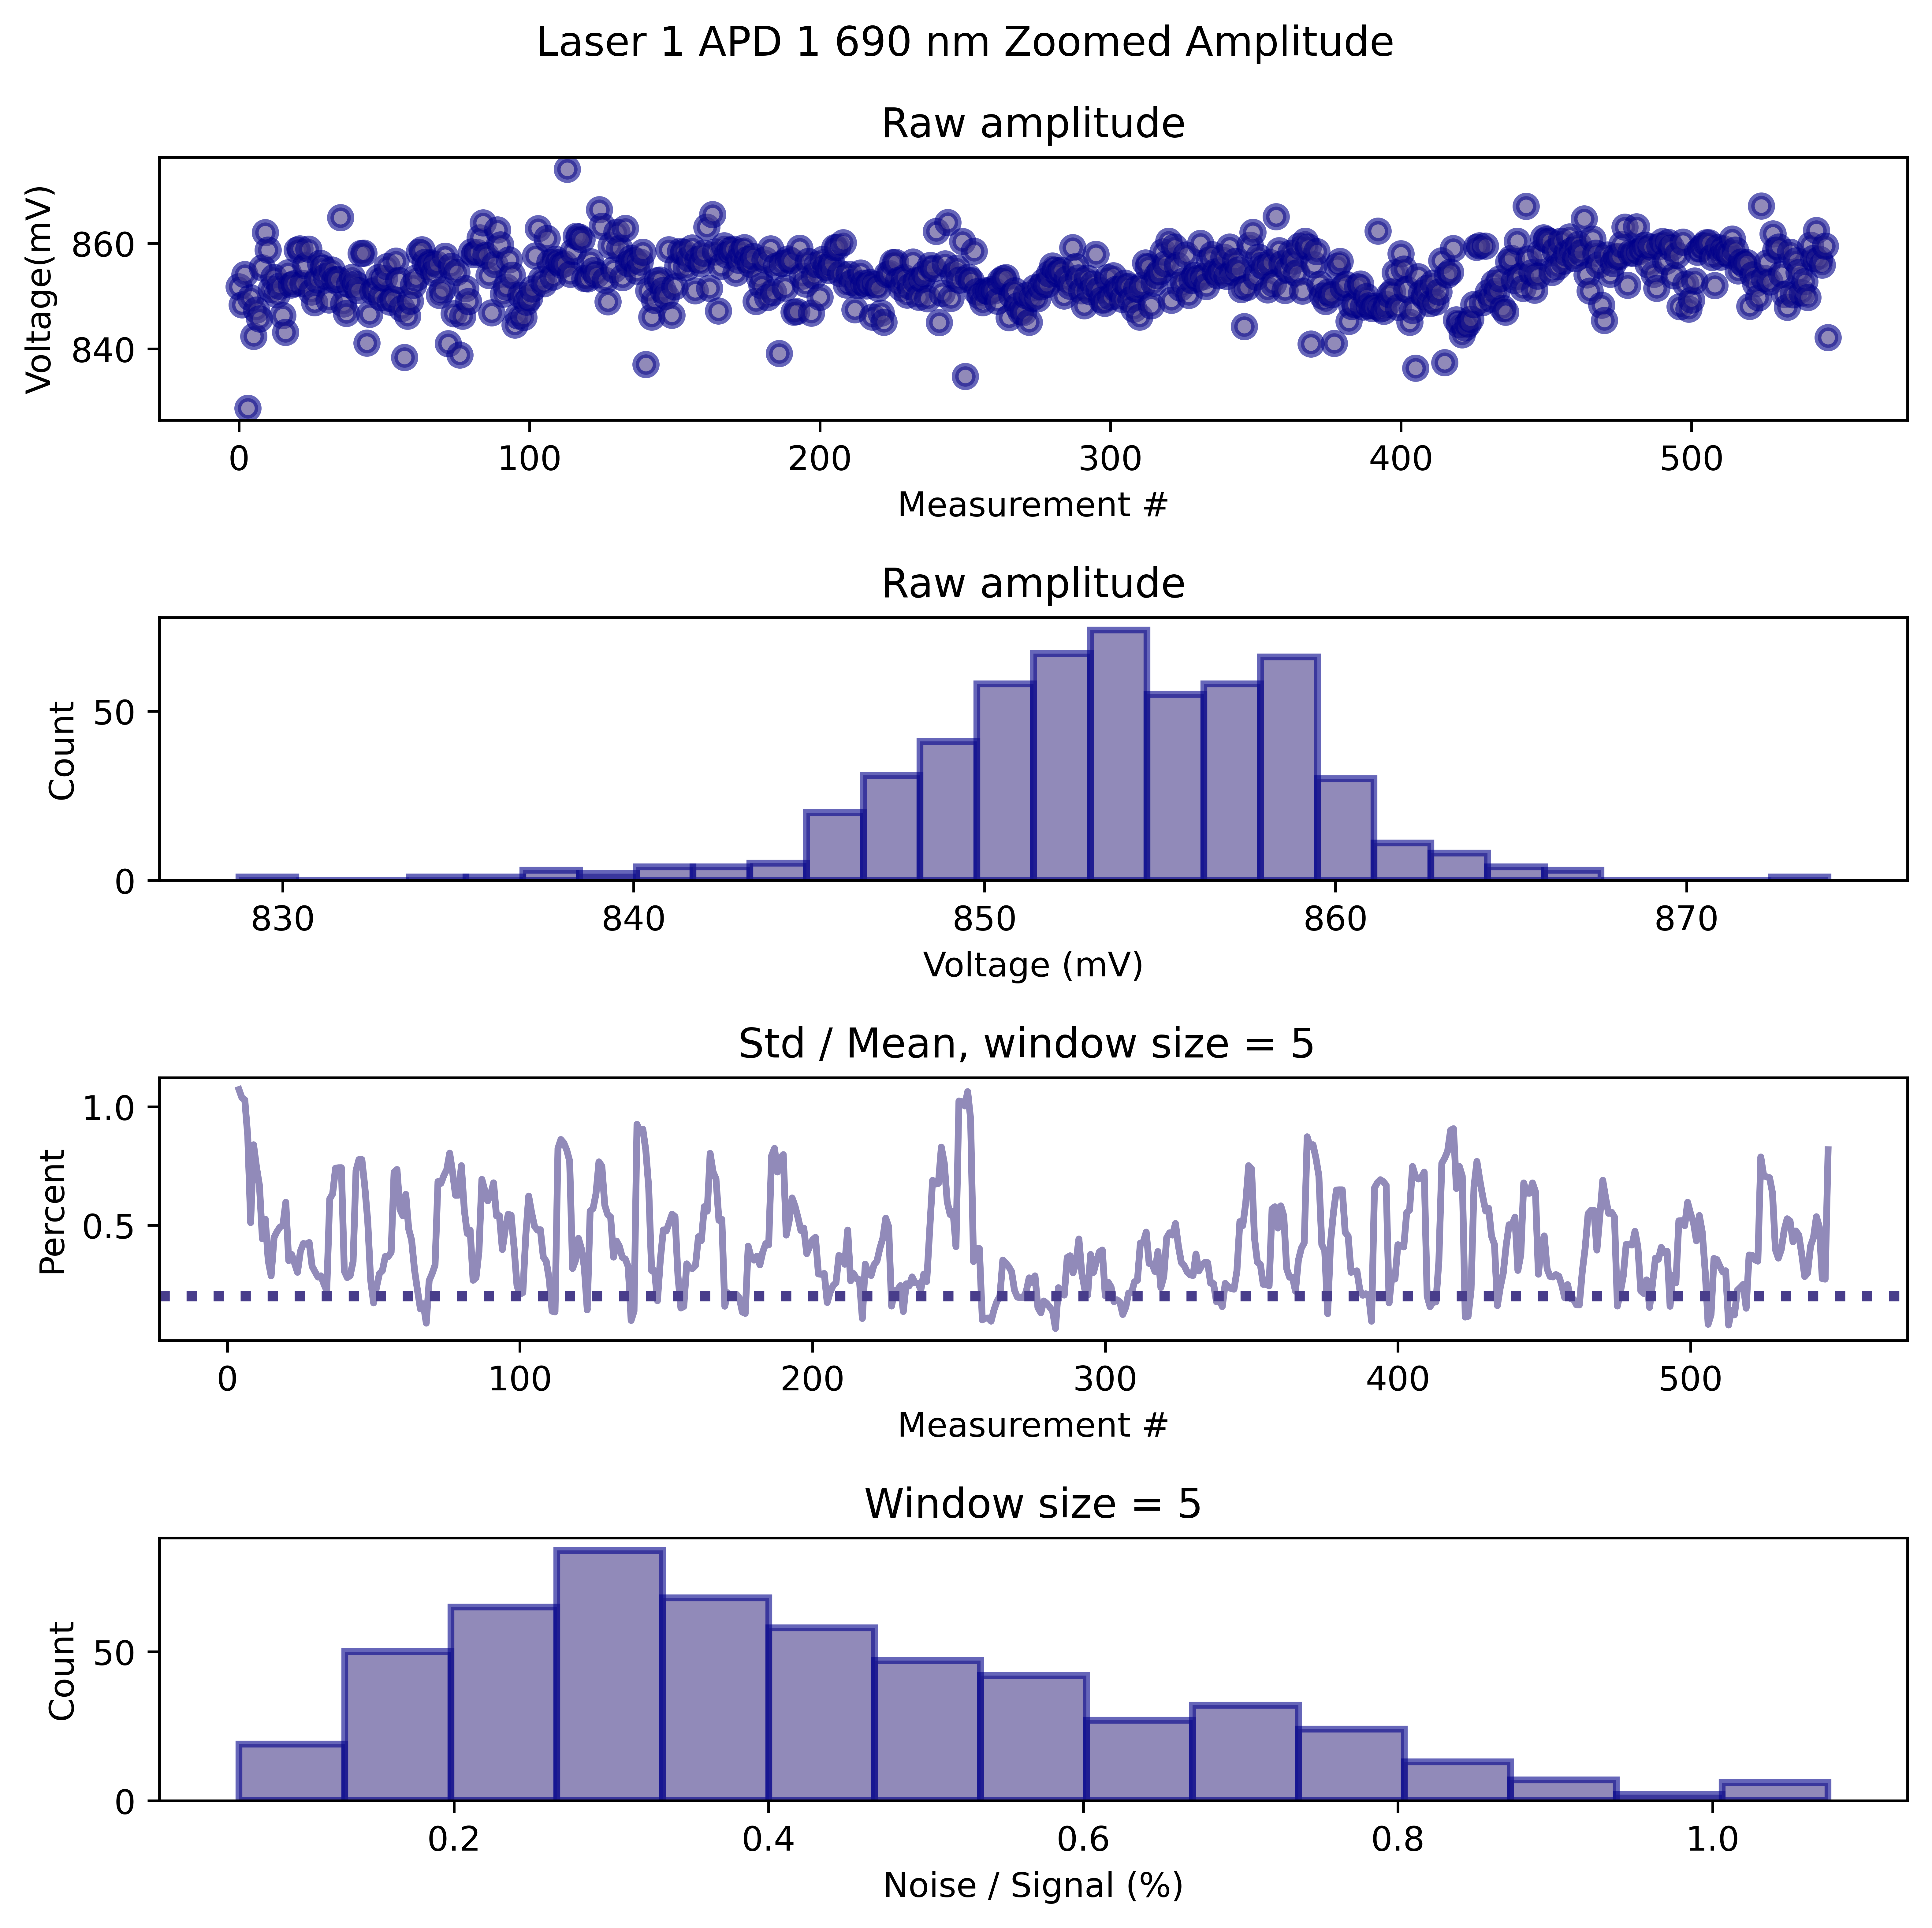 Laser 1 APD 1 690 nm Zoomed Amplitude
Raw amplitude
Voltage(mV)
860
840
0 100 200 300 400 500
Measurement #
Raw amplitude
Count
50
0
830 840 850 860 870
Voltage (mV)
Std / Mean, window size = 5
Percent
1.0
0.5
0 100 200 300 400 500
Measurement #
Window size = 5
Count
50
0
0.2 0.4 0.6 0.8 1.0
Noise / Signal (%)